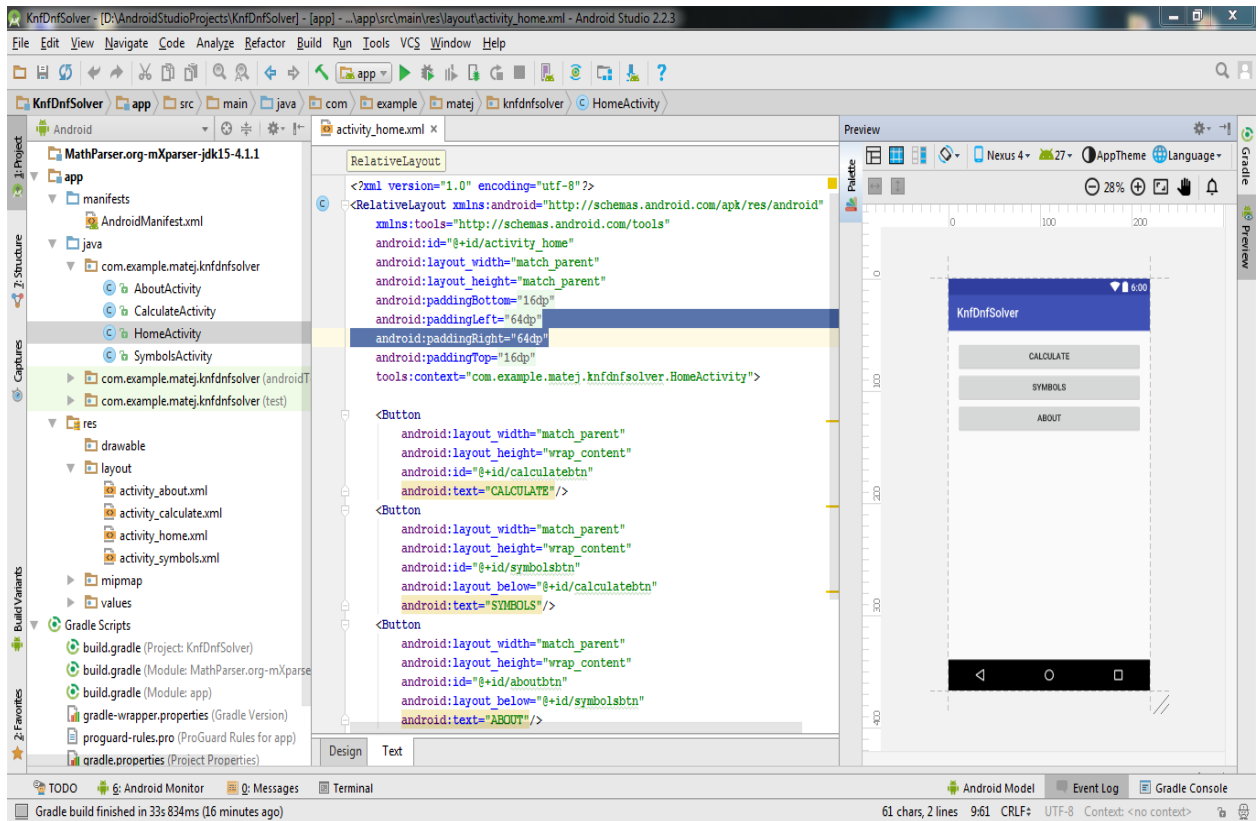 KnfDnfSolver - [D:\AndroidStudioProjects\KnfDnfSolver] - [app] - ...\app\src\main\res\layout\activity_home.xml - Android Studio 2.2.3
File Edit View Navigate Code Analyze Refactor Build Run Tools VCS Window Help
app
KnfDnfSolver app src main java com example matej knfdnfsolver HomeActivity
1: Project
7: Structure
Captures
Build Variants
2: Favorites
Android
MathParser.org-mXparser-jdk15-4.1.1
app
manifests
AndroidManifest.xml
java
com.example.matej.knfdnfsolver
AboutActivity
CalculateActivity
HomeActivity
SymbolsActivity
com.example.matej.knfdnfsolver (androidT
com.example.matej.knfdnfsolver (test)
res
drawable
layout
activity_about.xml
activity_calculate.xml
activity_home.xml
activity_symbols.xml
mipmap
values
Gradle Scripts
build.gradle (Project: KnfDnfSolver)
build.gradle (Module: MathParser.org-mXparse
build.gradle (Module: app)
gradle-wrapper.properties (Gradle Version)
proguard-rules.pro (ProGuard Rules for app)
gradle.properties (Project Properties)
activity_home.xml
RelativeLayout
<?xml version="1.0" encoding="utf-8"?>
<RelativeLayout xmlns:android="http://schemas.android.com/apk/res/android"
xmlns:tools="http://schemas.android.com/tools"
android:id="@+id/activity_home"
android:layout_width="match_parent"
android:layout_height="match_parent"
android:paddingBottom="16dp"
android:paddingLeft="64dp"
android:paddingRight="64dp"
android:paddingTop="16dp"
tools:context="com.example.matej.knfdnfsolver.HomeActivity">
<Button
android:layout_width="match_parent"
android:layout_height="wrap_content"
android:id="@+id/calculatebtn"
android:text="CALCULATE"/>
<Button
android:layout_width="match_parent"
android:layout_height="wrap_content"
android:id="@+id/symbolsbtn"
android:layout_below="@+id/calculatebtn"
android:text="SYMBOLS"/>
<Button
android:layout_width="match_parent"
android:layout_height="wrap_content"
android:id="@+id/aboutbtn"
android:layout_below="@+id/symbolsbtn"
android:text="ABOUT"/>
Design Text
Preview
Palette
Nexus 4 27 AppTheme Language
28%
0 100 200
0
100
200
300
400
6:00
KnfDnfSolver
CALCULATE
SYMBOLS
ABOUT
Gradle
Preview
TODO 6: Android Monitor 0: Messages Terminal Android Model Event Log Gradle Console
Gradle build finished in 33s 834ms (16 minutes ago) 61 chars, 2 lines 9:61 CRLF UTF-8 Context: <no context>